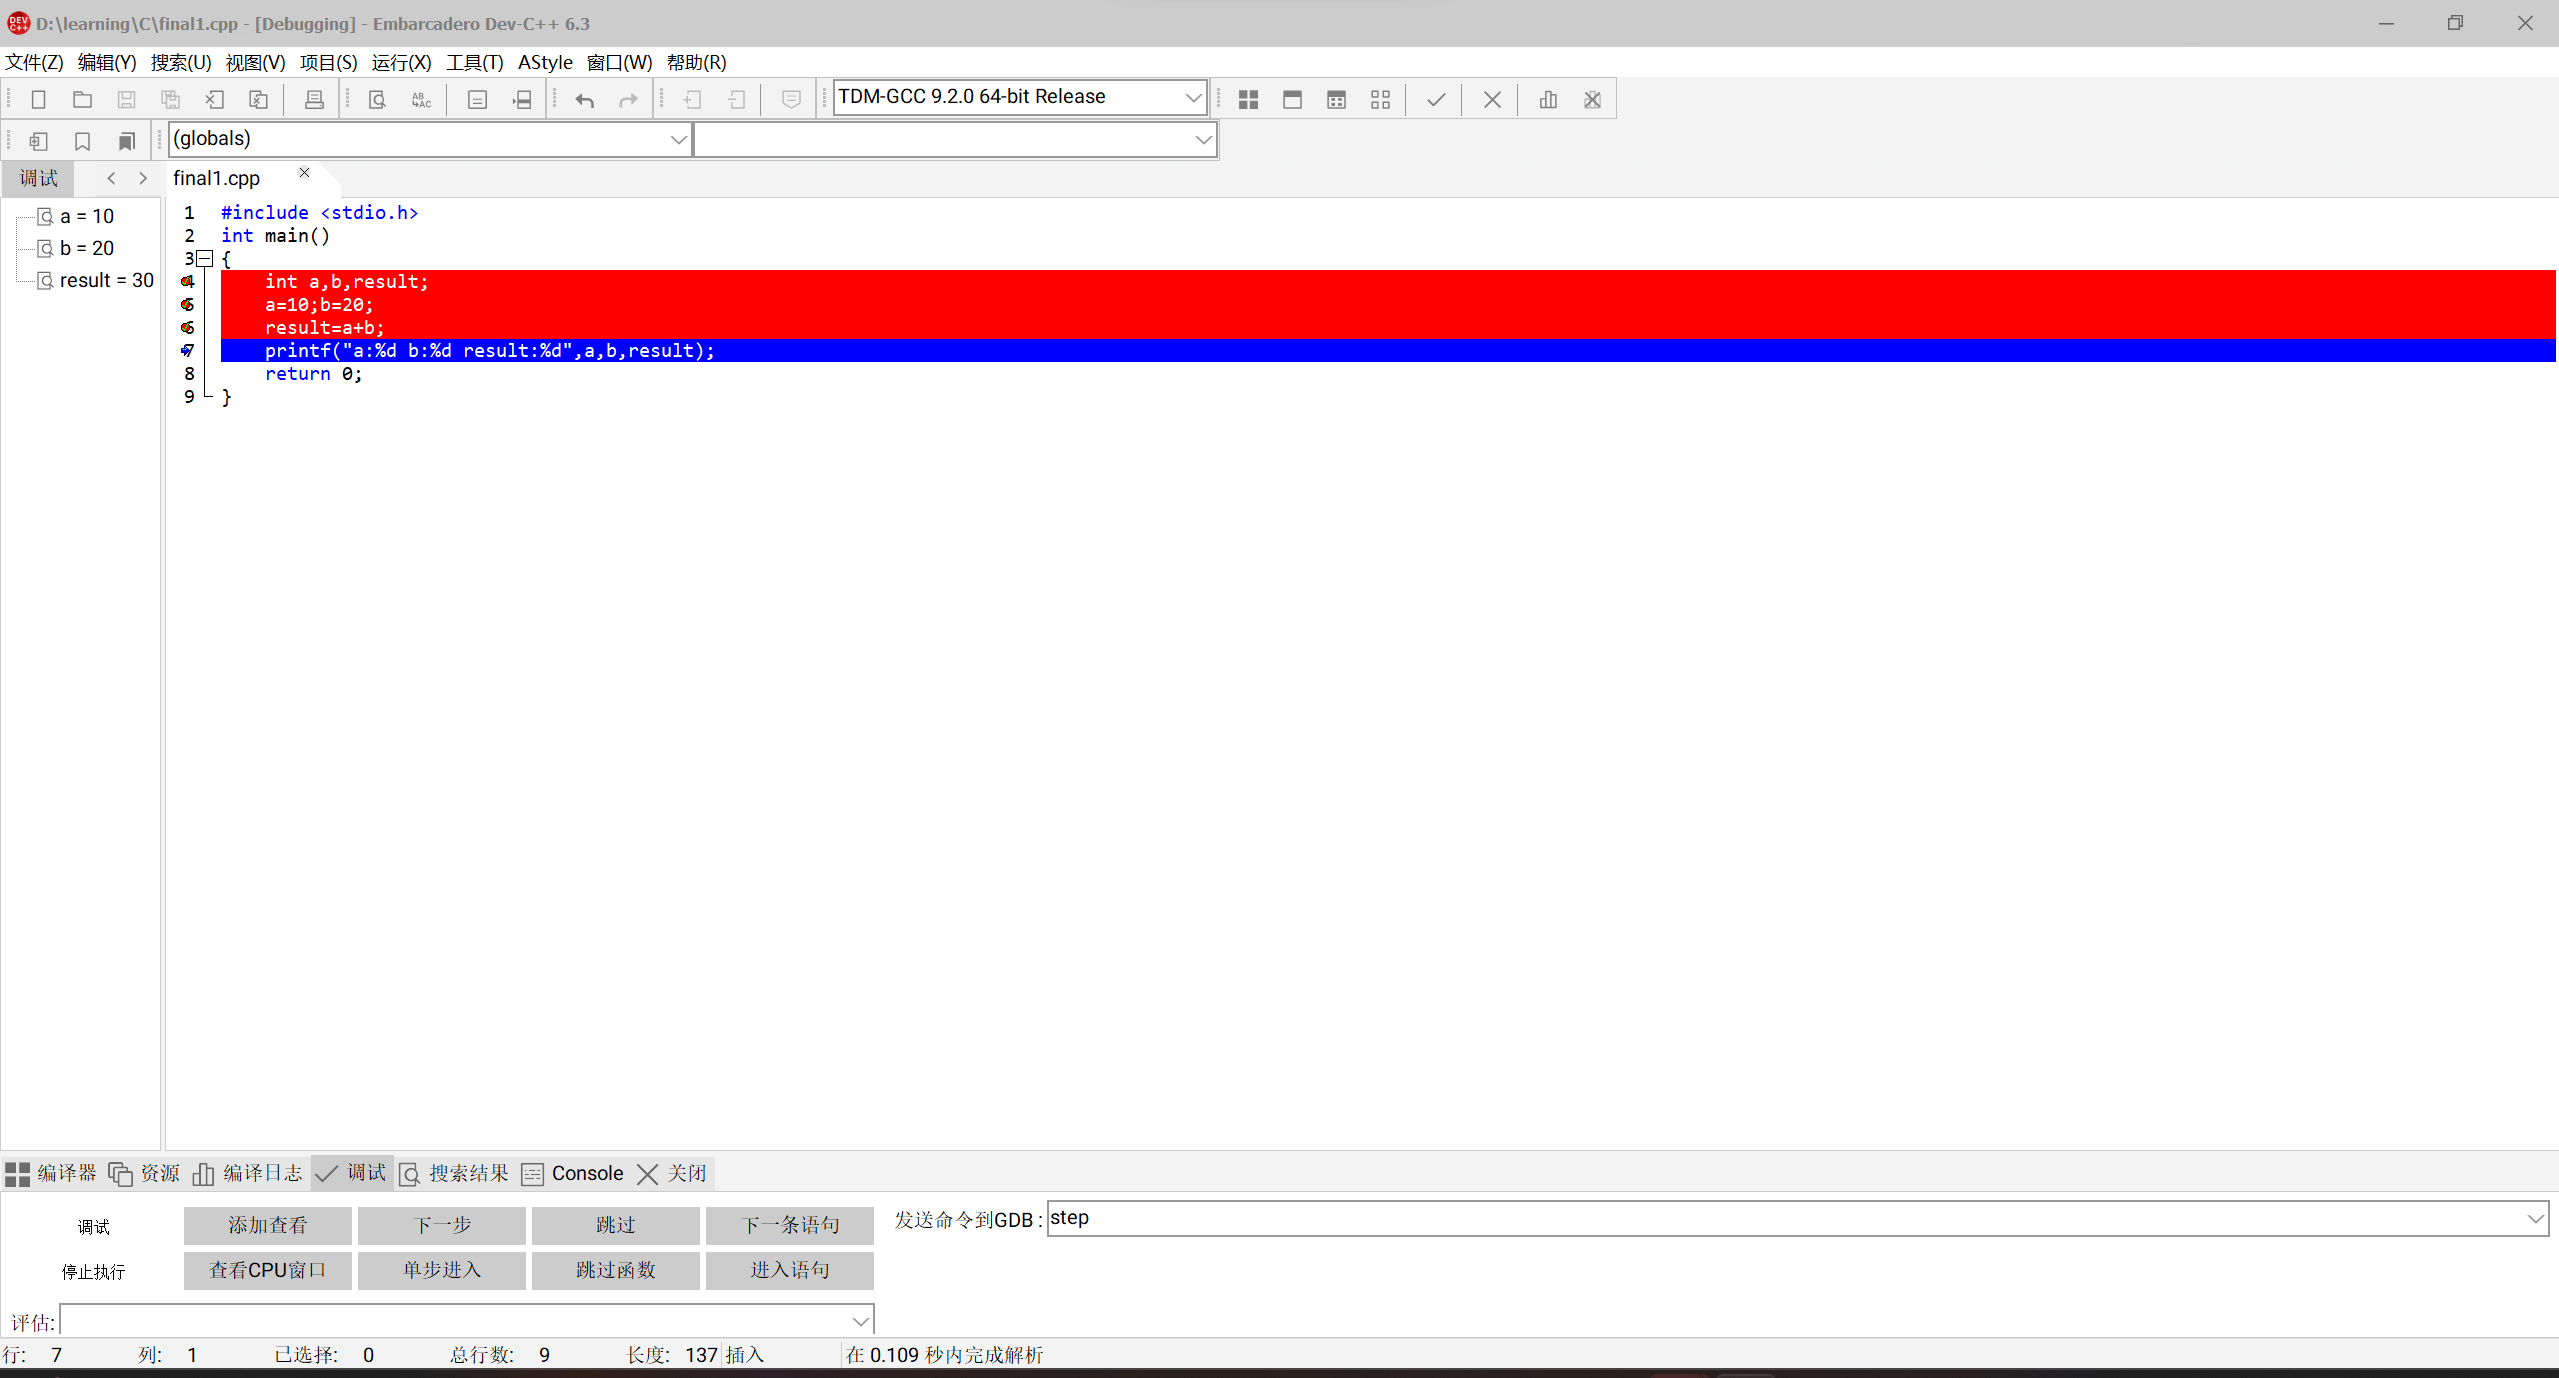 D:\learning\C\final1.cpp - [Debugging] - Embarcadero Dev-C++ 6.3
文件(Z) 编辑(Y) 搜索(U) 视图(V) 项目(S) 运行(X) 工具(T) AStyle 窗口(W) 帮助(R)
TDM-GCC 9.2.0 64-bit Release
(globals)
调试
final1.cpp
a = 10
b = 20
result = 30
1 #include <stdio.h>
2 int main()
3 {
4 int a,b,result;
5 a=10;b=20;
6 result=a+b;
7 printf("a:%d b:%d result:%d",a,b,result);
8 return 0;
9 }
编译器 资源 编译日志 调试 搜索结果 Console 关闭
调试 添加查看 下一步 跳过 下一条语句 发送命令到GDB : step
停止执行 查看CPU窗口 单步进入 跳过函数 进入语句
评估:
行: 7 列: 1 已选择: 0 总行数: 9 长度: 137 插入 在 0.109 秒内完成解析